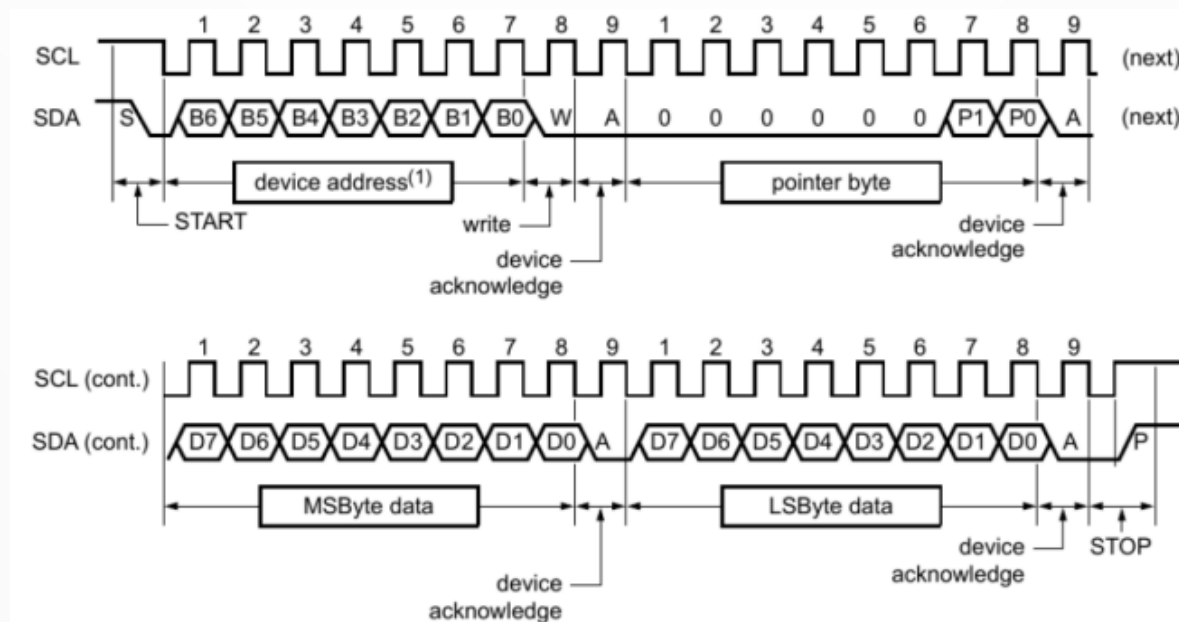 1 2 3 4 5 6 7 8 9 1 2 3 4 5 6 7 8 9
SCL (next)
SDA S B6 B5 B4 B3 B2 B1 B0 W A 0 0 0 0 0 0 P1 P0 A (next)
device address(1) pointer byte
START write device
device acknowledge
acknowledge
1 2 3 4 5 6 7 8 9 1 2 3 4 5 6 7 8 9
SCL (cont.)
SDA (cont.) D7 D6 D5 D4 D3 D2 D1 D0 A D7 D6 D5 D4 D3 D2 D1 D0 A P
MSByte data LSByte data
device STOP
device acknowledge
acknowledge